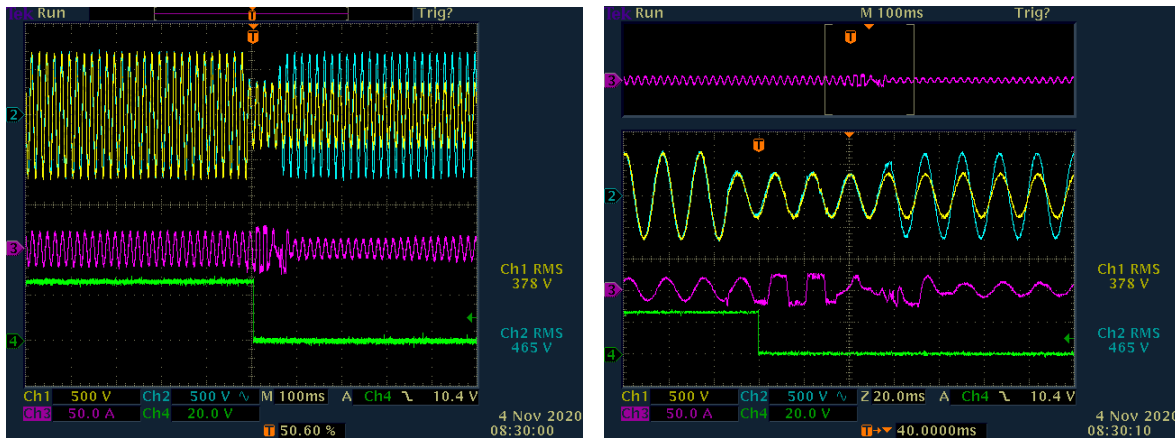 Run
Trig?
T
T
2
3
4
Ch1 RMS
378 V
Ch2 RMS
465 V
Ch1 500 V Ch2 500 V ∿ M 100ms A Ch4 ↘ 10.4 V
Ch3 50.0 A Ch4 20.0 V
T 50.60 %
4 Nov 2020
08:30:00
Run
M 100ms
Trig?
T
3
T
2
3
4
T
Ch1 RMS
378 V
Ch2 RMS
465 V
Ch1 500 V Ch2 500 V ∿ Z 20.0ms A Ch4 ↘ 10.4 V
Ch3 50.0 A Ch4 20.0 V
T→▼ 40.0000ms
4 Nov 2020
08:30:10